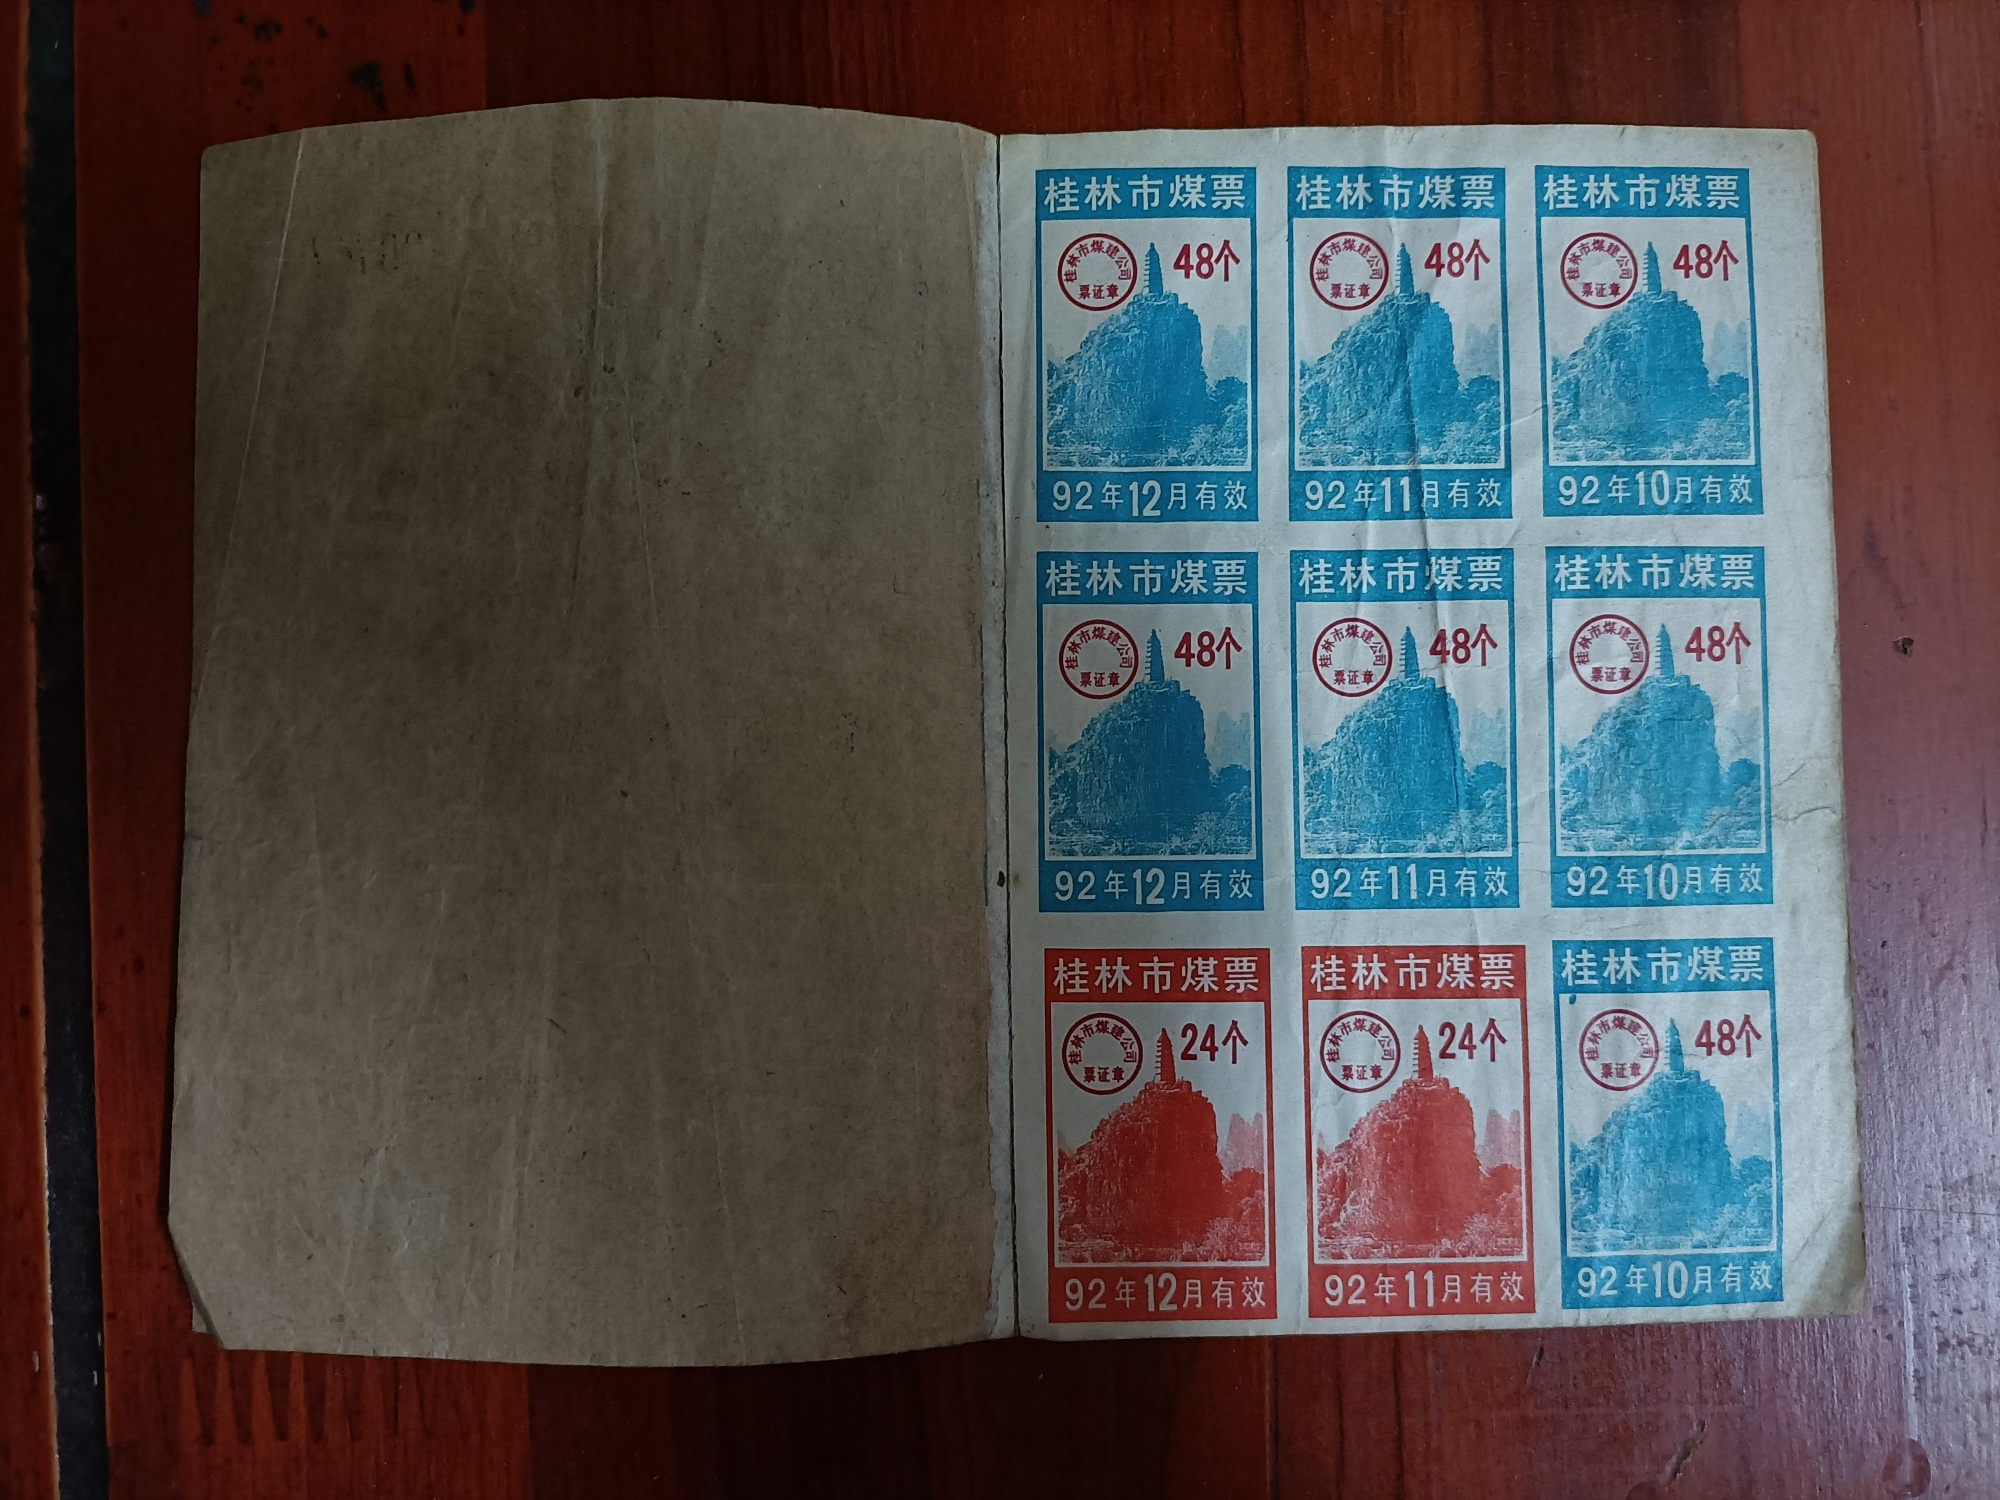 桂林市煤票
桂林市煤建公司
票证章
48个
92年12月有效
桂林市煤票
桂林市煤建公司
票证章
48个
92年11月有效
桂林市煤票
桂林市煤建公司
票证章
48个
92年10月有效
桂林市煤票
桂林市煤建公司
票证章
48个
92年12月有效
桂林市煤票
桂林市煤建公司
票证章
48个
92年11月有效
桂林市煤票
桂林市煤建公司
票证章
48个
92年10月有效
桂林市煤票
桂林市煤建公司
票证章
24个
92年12月有效
桂林市煤票
桂林市煤建公司
票证章
24个
92年11月有效
桂林市煤票
桂林市煤建公司
票证章
48个
92年10月有效